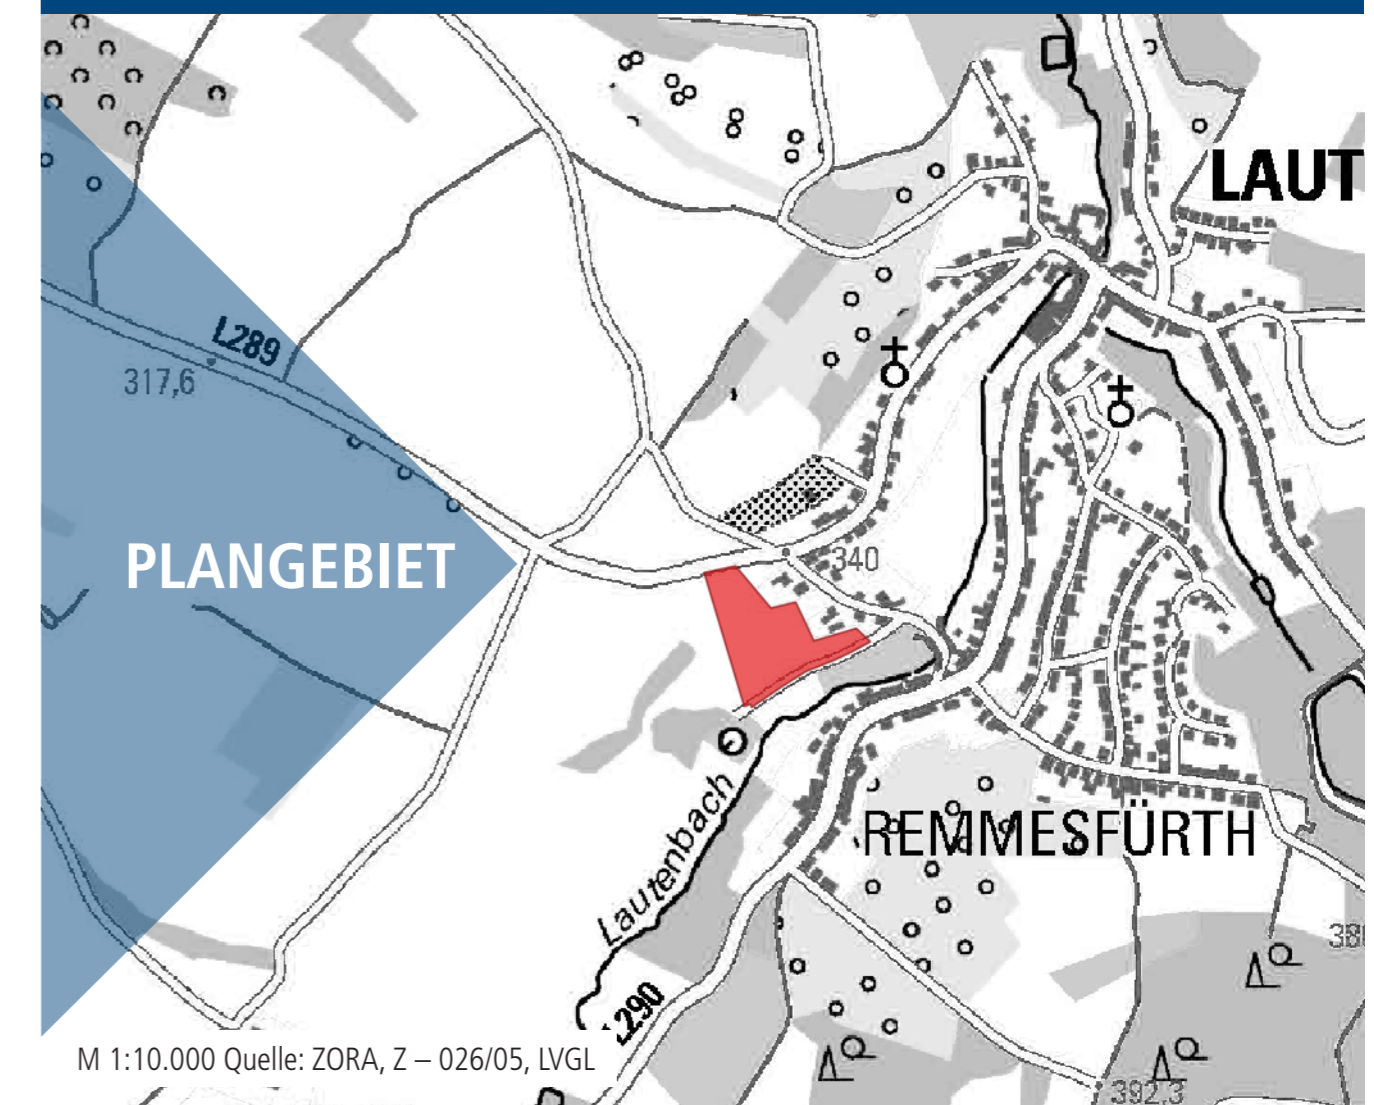 LAUT
L289
317,6
PLANGEBIET
340
Lautenbach
REMMESFÜRTH
L290
392,3
M 1:10.000 Quelle: ZORA, Z – 026/05, LVGL